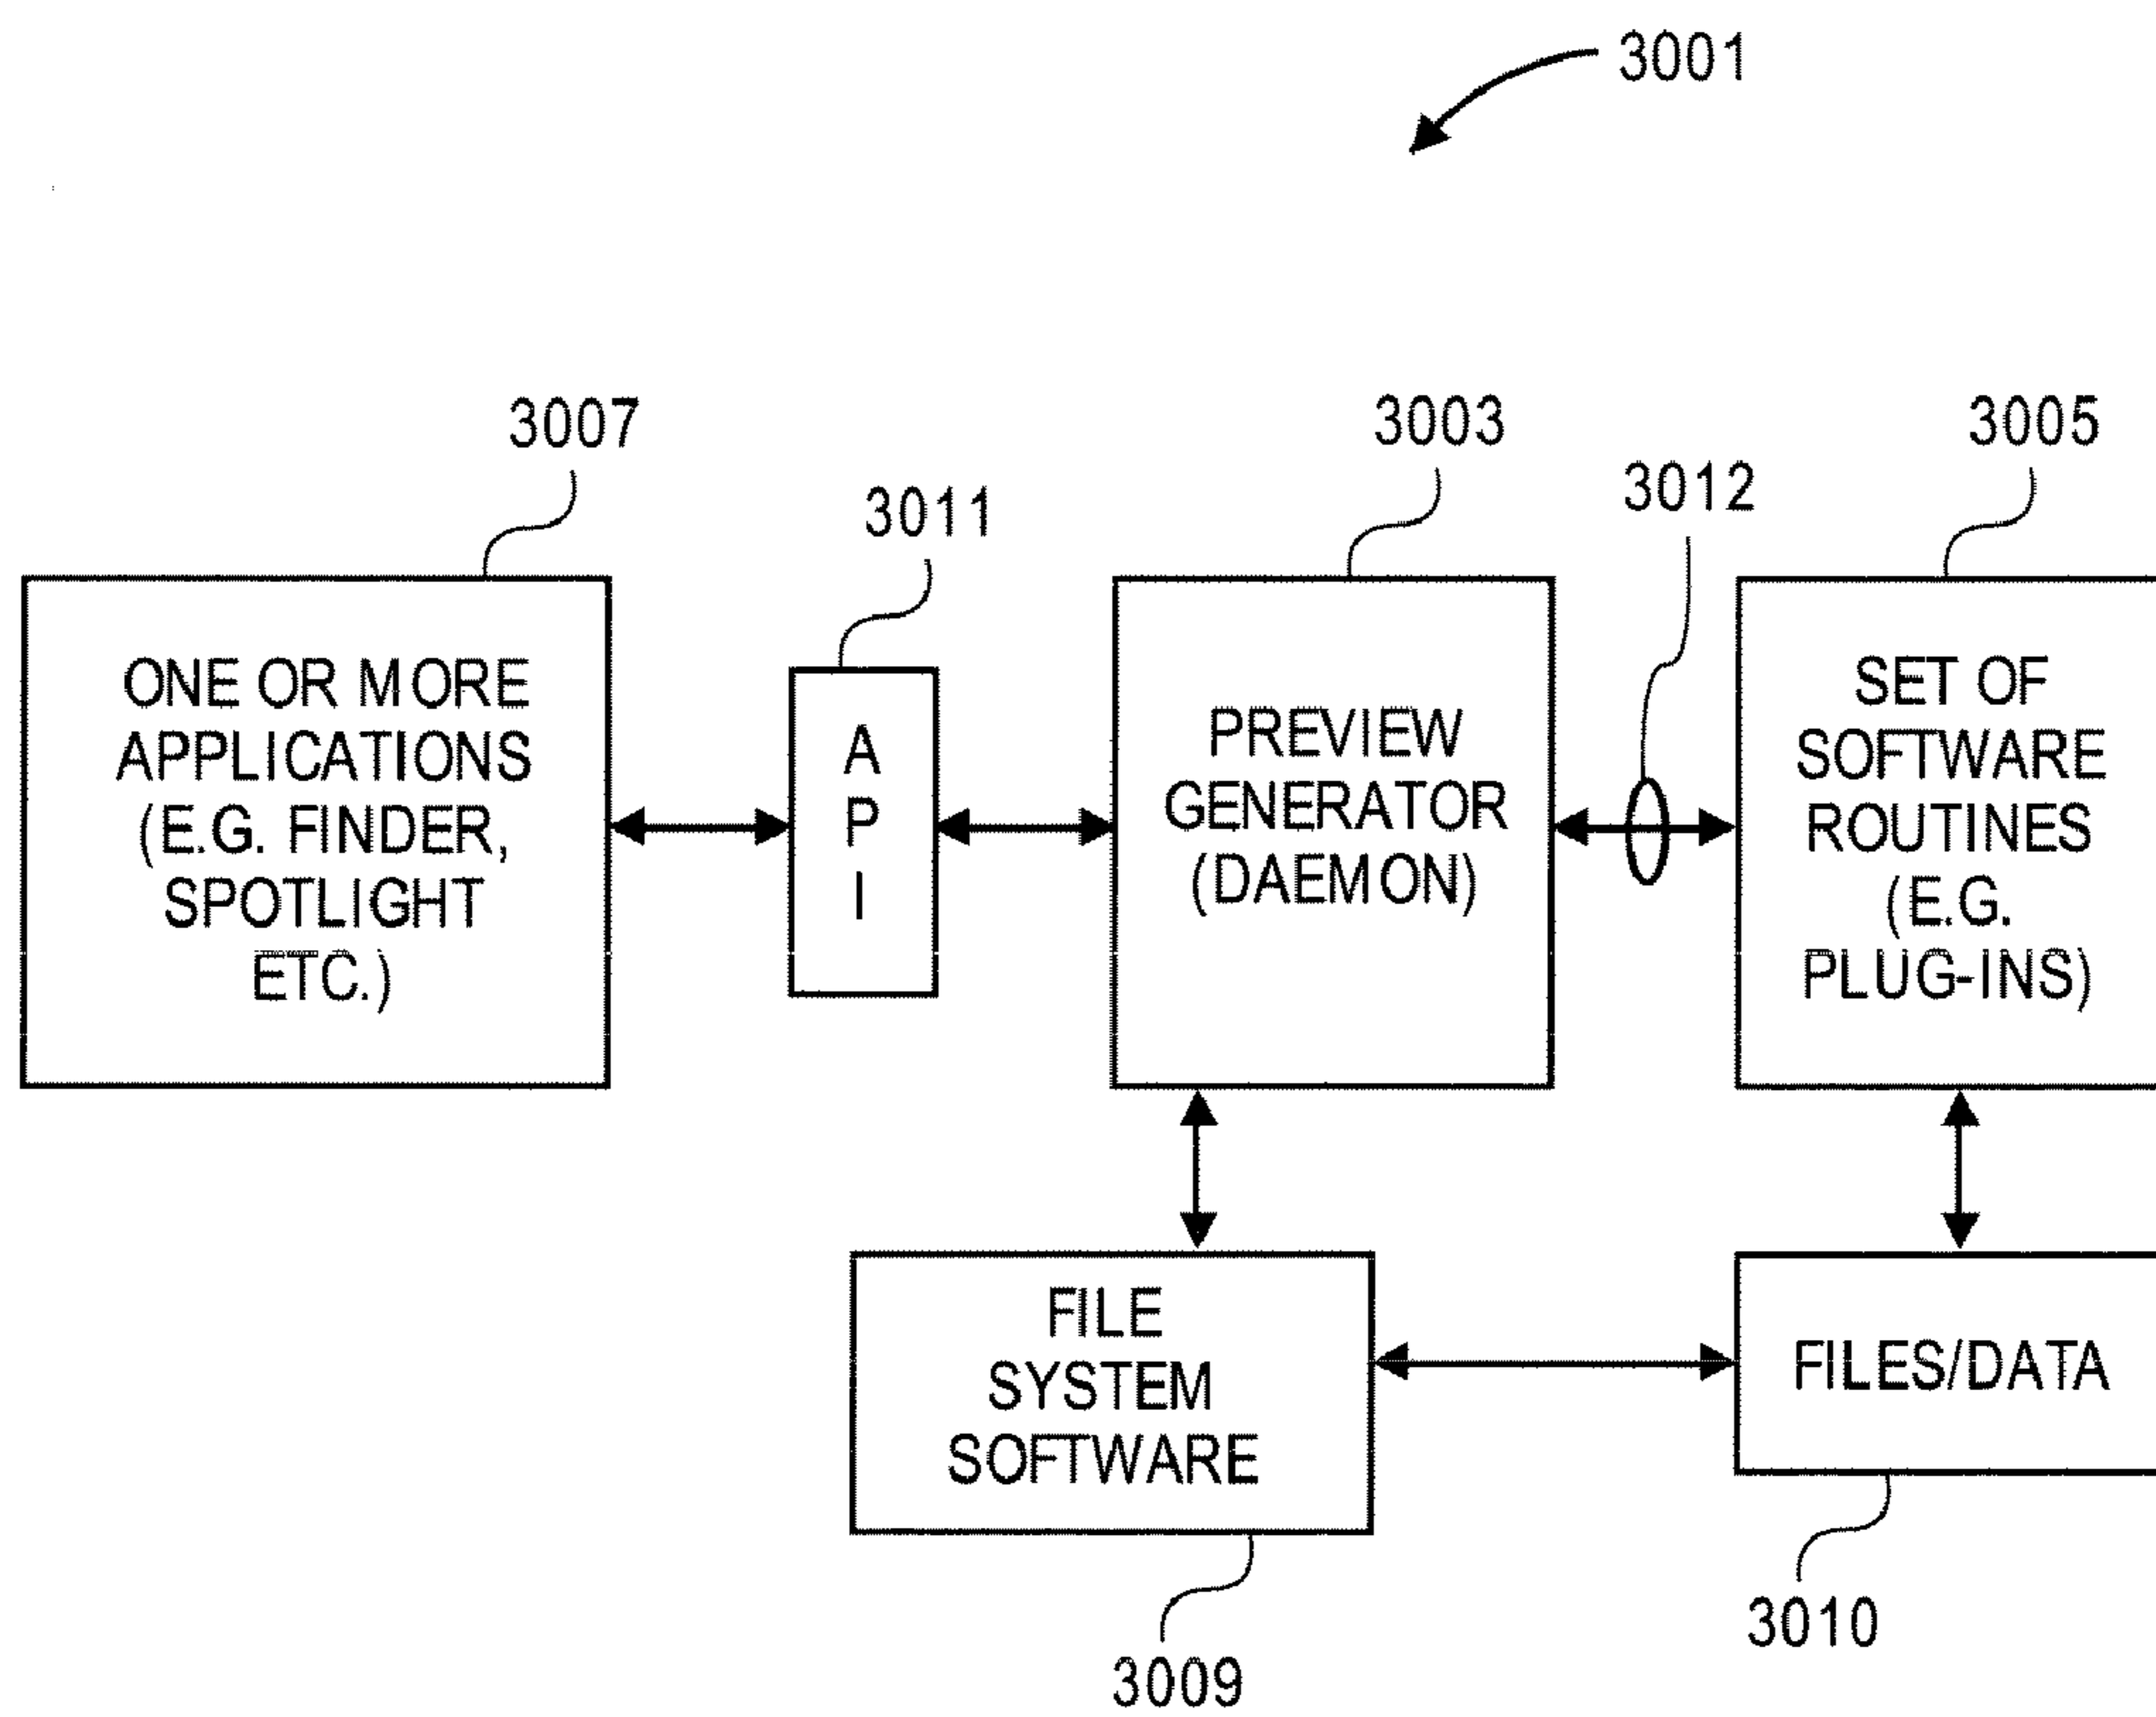 3001
3007
3011
3003
3012
3005
ONE OR MORE
APPLICATIONS
(E.G. FINDER,
SPOTLIGHT
ETC.)
A
P
I
PREVIEW
GENERATOR
(DAEMON)
SET OF
SOFTWARE
ROUTINES
(E.G.
PLUG-INS)
FILE
SYSTEM
SOFTWARE
FILES/DATA
3009
3010